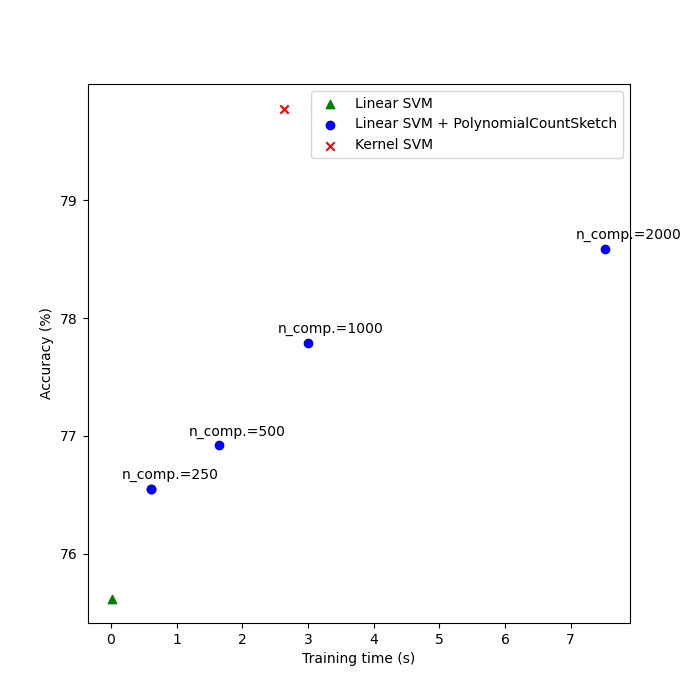 Linear SVM
Linear SVM + PolynomialCountSketch
Kernel SVM
79
n_comp.=2000
78
n_comp.=1000
Accuracy (%)
77
n_comp.=500
n_comp.=250
76
0 1 2 3 4 5 6 7
Training time (s)